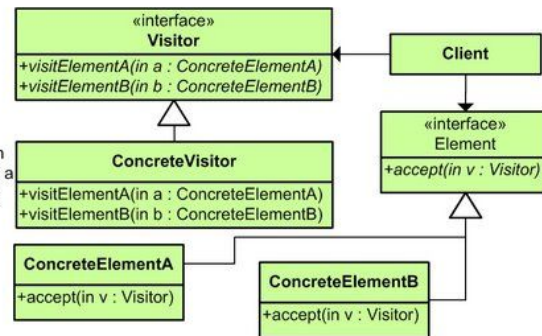 «interface»
Visitor
+visitElementA(in a : ConcreteElementA)
+visitElementB(in b : ConcreteElementB)
Client
«interface»
Element
+accept(in v : Visitor)
n
a
ConcreteVisitor
+visitElementA(in a : ConcreteElementA)
+visitElementB(in b : ConcreteElementB)
ConcreteElementA
+accept(in v : Visitor)
ConcreteElementB
+accept(in v : Visitor)